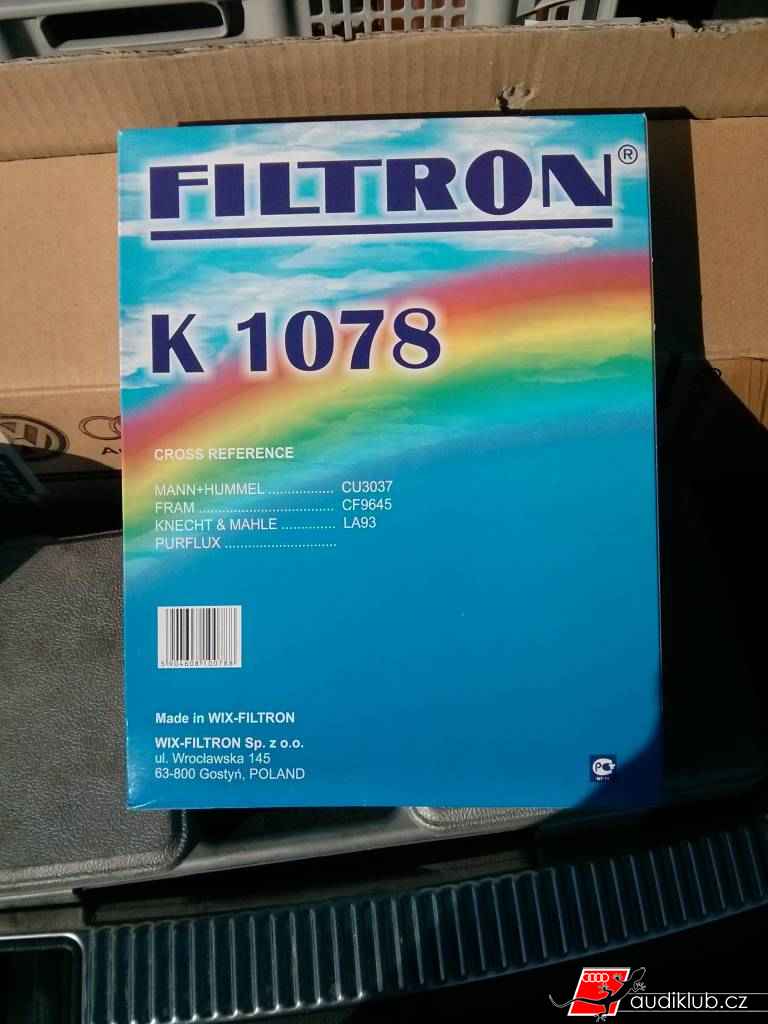 FILTRON®
K 1078
CROSS REFERENCE
MANN+HUMMEL ................ CU3037
FRAM ................................. CF9645
KNECHT & MAHLE ............. LA93
PURFLUX ...........................
5904608100788
Made in WIX-FILTRON
WIX-FILTRON Sp. z o.o.
ul. Wrocławska 145
63-800 Gostyń, POLAND
audiklub.cz